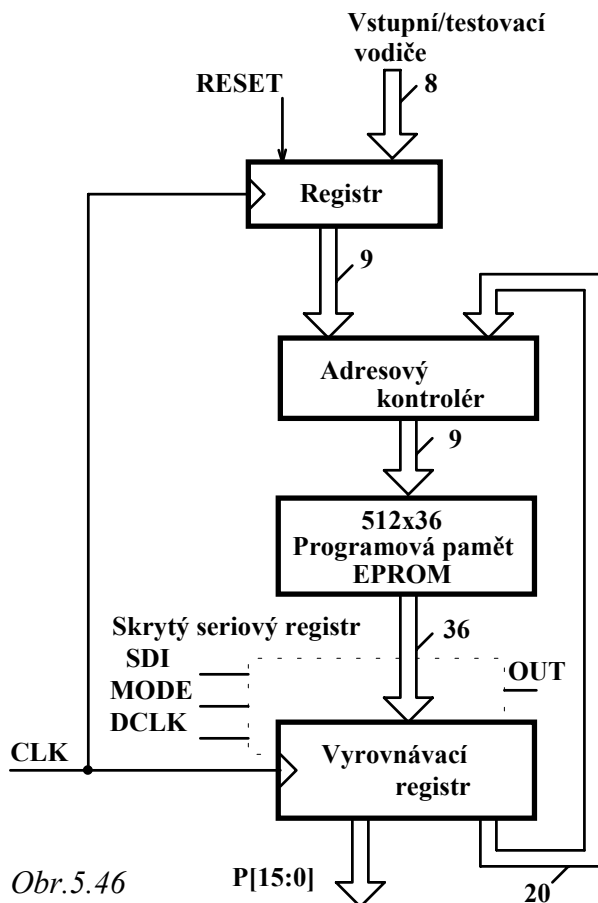 Vstupní/testovací
vodiče
RESET
8
Registr
9
Adresový
kontrolér
9
512x36
Programová pamět
EPROM
Skrytý seriový registr
36
SDI
OUT
MODE
DCLK
CLK
Vyrovnávací
registr
Obr.5.46
P[15:0]
20